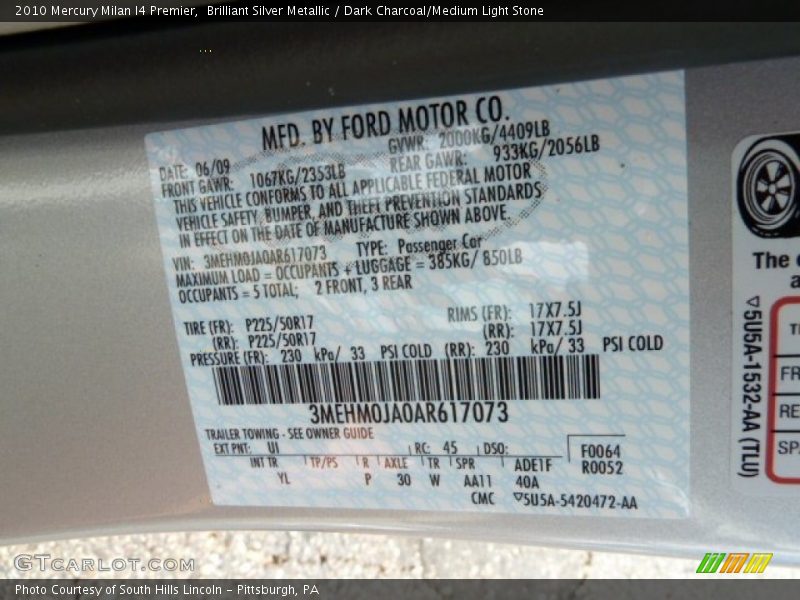 2010 Mercury Milan I4 Premier,  Brilliant Silver Metallic / Dark Charcoal/Medium Light Stone
MFD. BY FORD MOTOR CO.
DATE: 06/09 GVWR: 2000KG/4409LB
FRONT GAWR: 1067KG/2353LB REAR GAWR: 933KG/2056LB
THIS VEHICLE CONFORMS TO ALL APPLICABLE FEDERAL MOTOR
VEHICLE SAFETY, BUMPER, AND THEFT PREVENTION STANDARDS
IN EFFECT ON THE DATE OF MANUFACTURE SHOWN ABOVE.
VIN: 3MEHM0JA0AR617073 TYPE: Passenger Car
MAXIMUM LOAD = OCCUPANTS + LUGGAGE = 385KG/ 850LB
OCCUPANTS = 5 TOTAL; 2 FRONT, 3 REAR
TIRE (FR): P225/50R17 RIMS (FR): 17X7.5J
(RR): P225/50R17 (RR): 17X7.5J
PRESSURE (FR): 230 kPa/ 33 PSI COLD (RR): 230 kPa/ 33 PSI COLD
3MEHM0JA0AR617073
TRAILER TOWING - SEE OWNER GUIDE
EXT PNT: UI RC: 45 DSO: F0064
INT TR TP/PS R AXLE TR SPR ADE1F R0052
YL P 30 W AA11 40A
CMC ▽5U5A-5420472-AA
The
▽5U5A-1532-AA (TLU)
FR
RE
SPA
GTCARLOT.COM
Photo Courtesy of South Hills Lincoln - Pittsburgh, PA